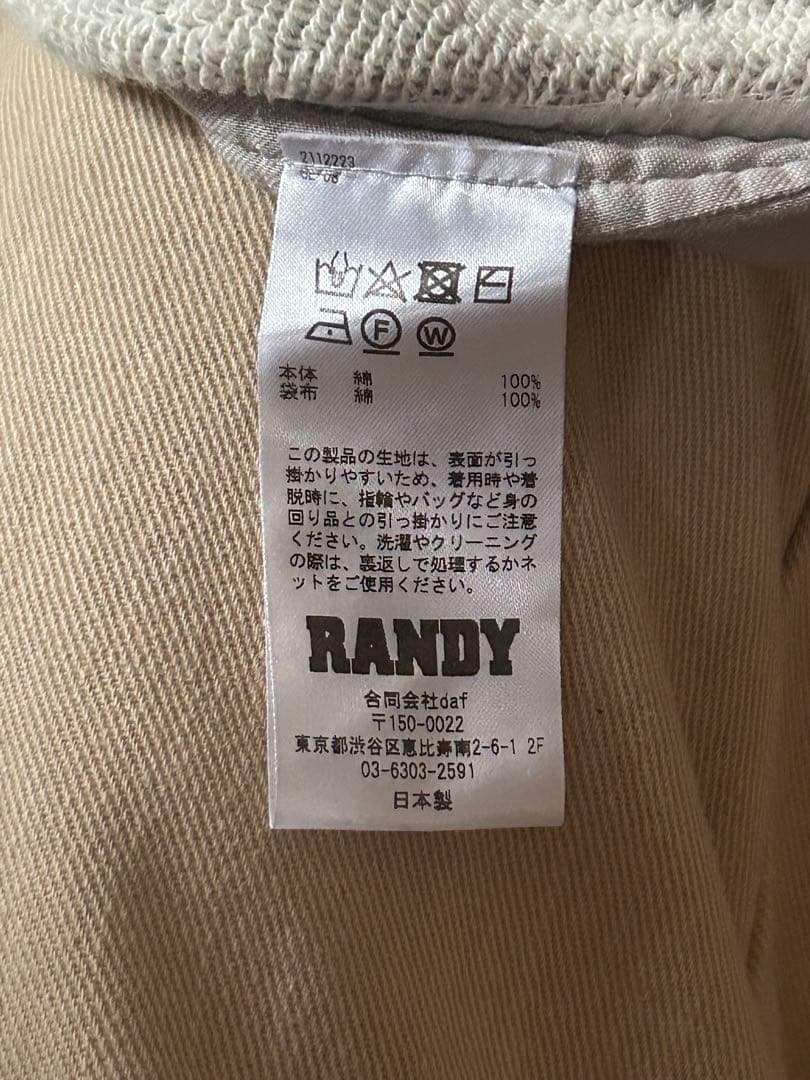 2112223
F
W
本体 綿 100%
袋布 綿 100%
この製品の生地は、表面が引っ
掛かりやすいため、着用時や着
脱時に、指輪やバッグなど身の
回り品との引っ掛かりにご注意
ください。洗濯やクリーニング
の際は、裏返しで処理するかネ
ットをご使用ください。
RANDY
合同会社daf
〒150-0022
東京都渋谷区恵比寿南2-6-1 2F
03-6303-2591
日本製